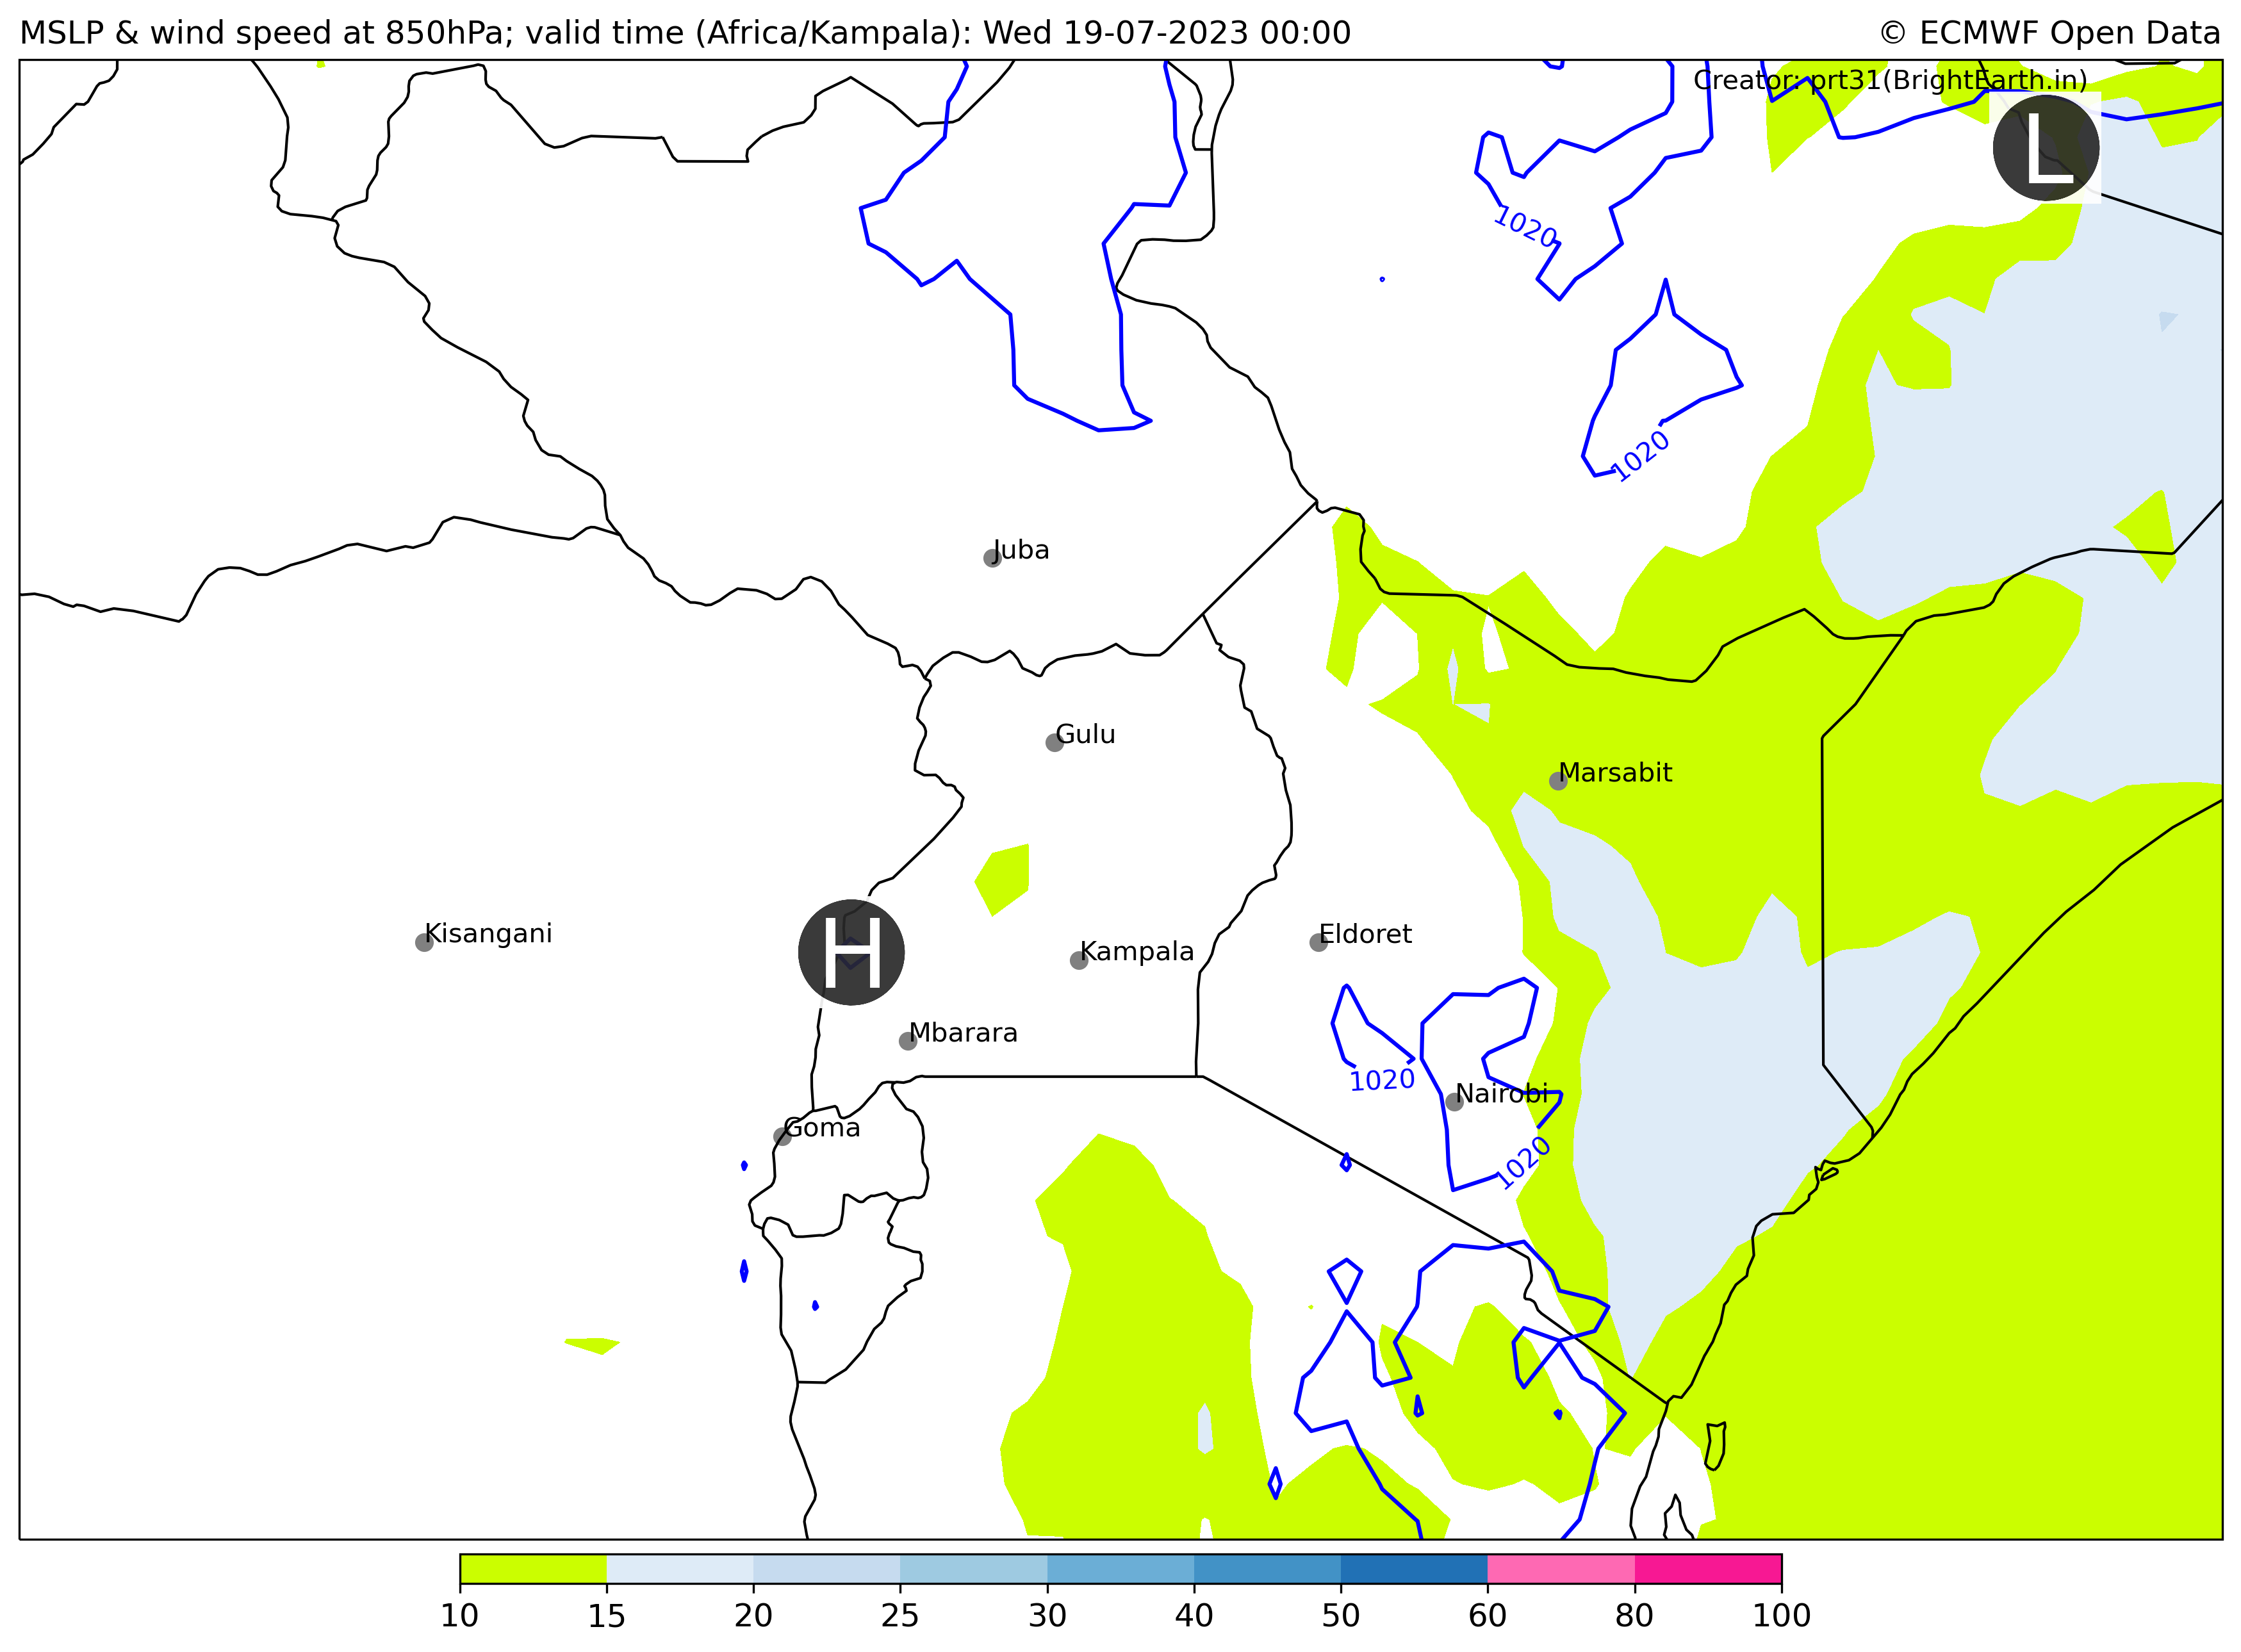 MSLP & wind speed at 850hPa; valid time (Africa/Kampala): Wed 19-07-2023 00:00
© ECMWF Open Data
Creator: prt31(BrightEarth.in)
L
1020
1020
Juba
Gulu
Marsabit
Kisangani
H
Kampala
Eldoret
Mbarara
1020
Nairobi
Goma
1020
10 15 20 25 30 40 50 60 80 100